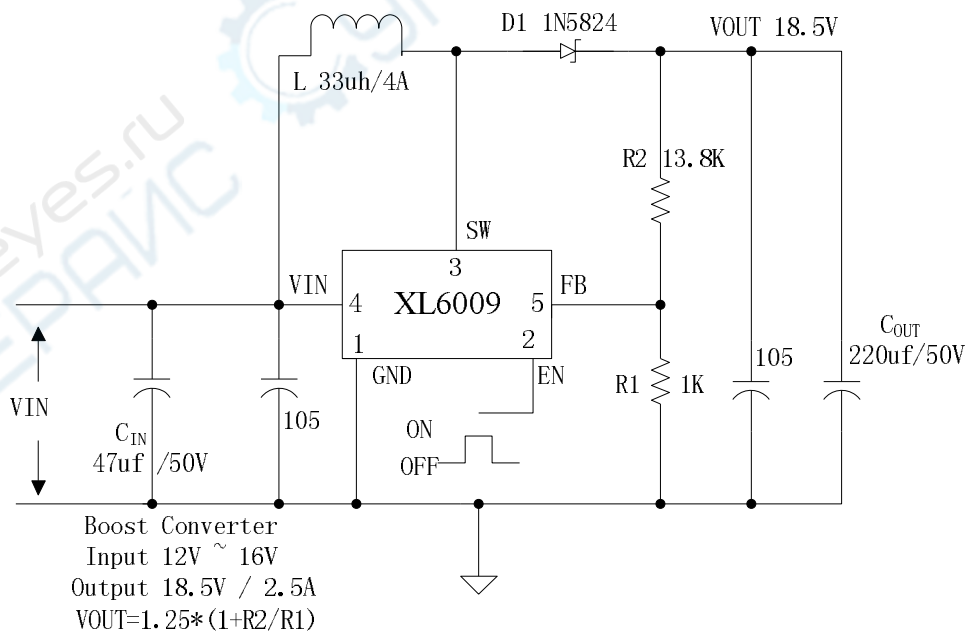 D1 1N5824
VOUT 18.5V
L 33uh/4A
R2 13.8K
SW
3
VIN
4
XL6009
5
FB
1
2
GND
EN
R1 1K
105
COUT
220uf/50V
VIN
105
CIN
47uf /50V
ON
OFF
Boost Converter
Input 12V ~ 16V
Output 18.5V / 2.5A
VOUT=1.25*(1+R2/R1)
eyes.ru